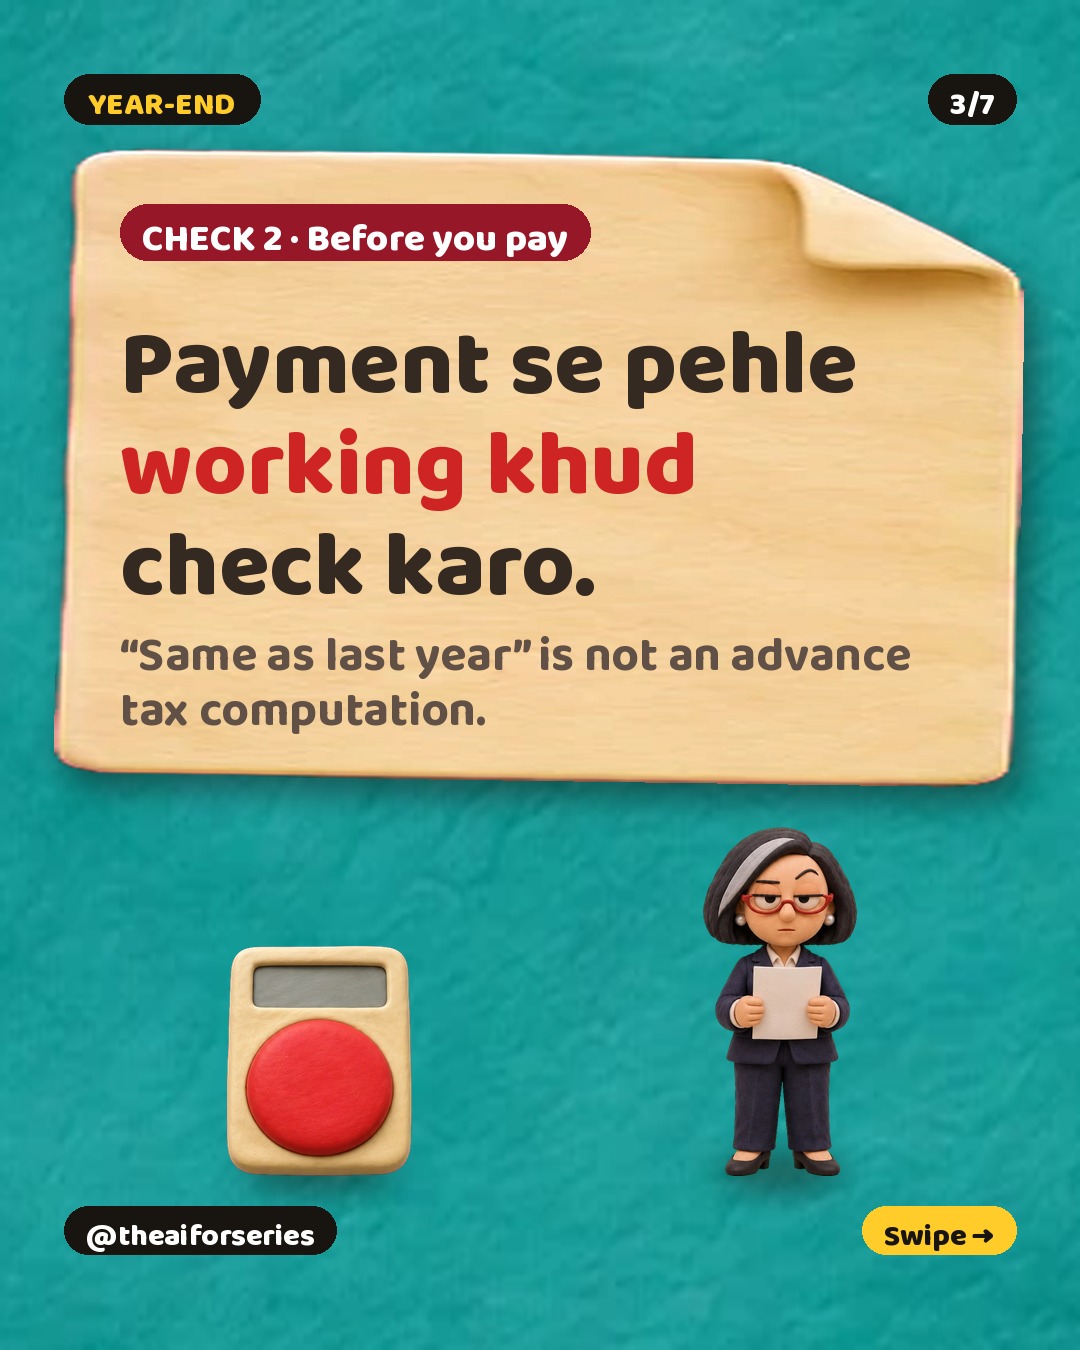 YEAR-END
3/7
CHECK 2 · Before you pay
Payment se pehle
working khud
check karo.
“Same as last year” is not an advance
tax computation.
@theaiforseries
Swipe →